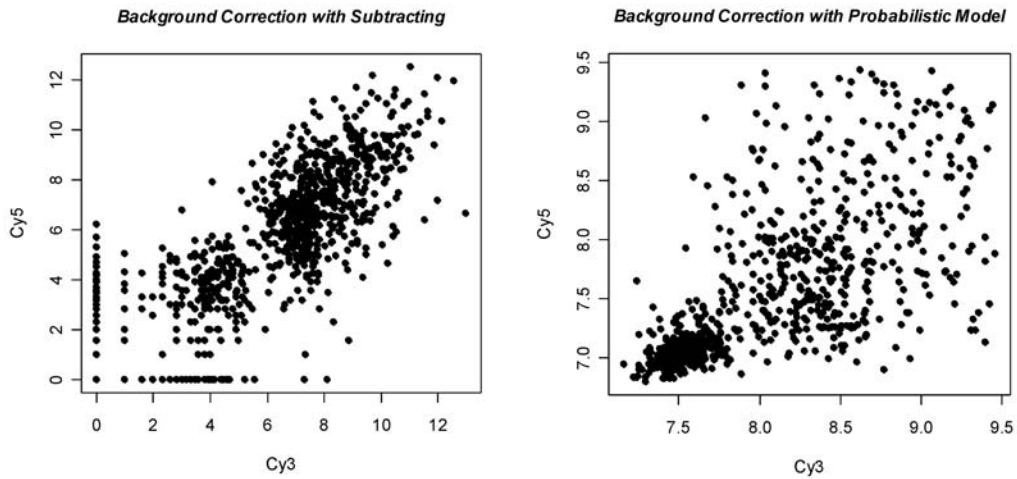 Background Correction with Subtracting
12
10
8
6
4
2
0
Cy5
0 2 4 6 8 10 12
Cy3
Background Correction with Probabilistic Model
9.5
9.0
8.5
8.0
7.5
7.0
Cy5
7.5 8.0 8.5 9.0 9.5
Cy3